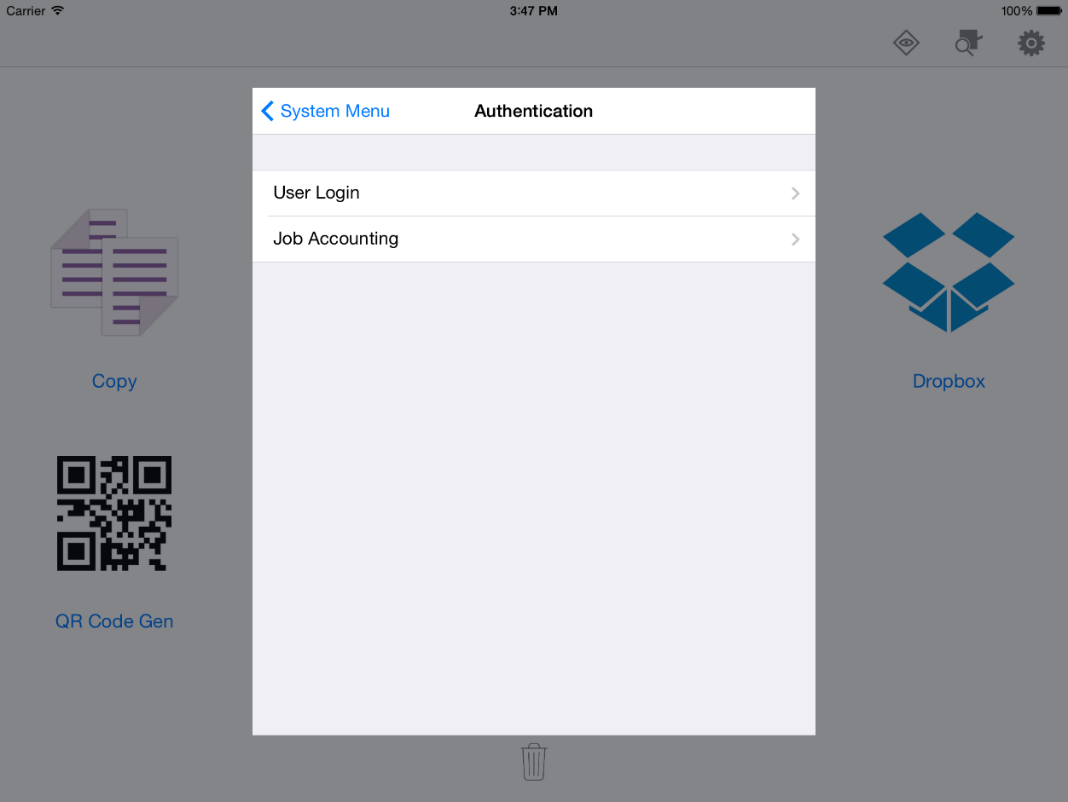 Carrier 3:47 PM 100%
System Menu Authentication
User Login
Job Accounting
Copy Dropbox
QR Code Gen